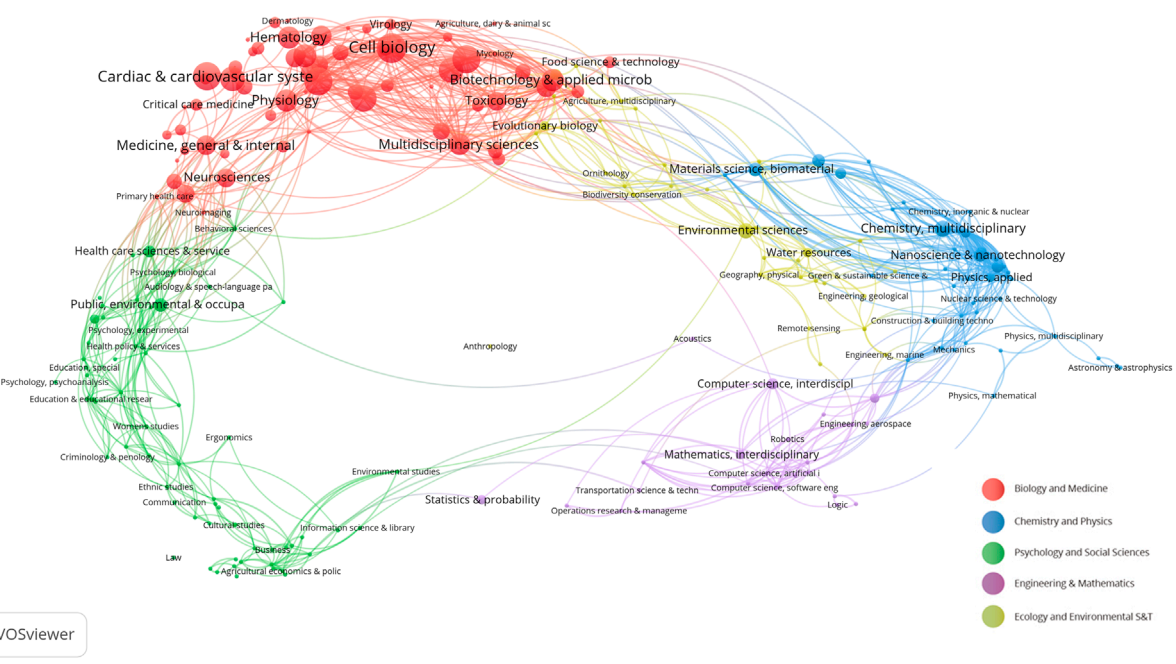 Dermatology
Virology
Agriculture, dairy & animal sc
Hematology
Cell biology
Mycology
Food science & technology
Cardiac & cardiovascular syste
Biotechnology & applied microb
Critical care medicine
Physiology
Toxicology
Agriculture, multidisciplinary
Evolutionary biology
Medicine, general & internal
Multidisciplinary sciences
Neurosciences
Ornithology
Materials science, biomaterial
Primary health care
Biodiversity conservation
Neuroimaging
Chemistry, inorganic & nuclear
Behavioral sciences
Environmental sciences
Chemistry, multidisciplinary
Health care sciences & service
Water resources
Nanoscience & nanotechnology
Psychology, biological
Geography, physical
Green & sustainable science &
Physics, applied
Audiology & speech-language pa
Engineering, geological
Nuclear science & technology
Public, environmental & occupa
Construction & building techno
Psychology, experimental
Remote sensing
Physics, multidisciplinary
Health policy & services
Anthropology
Acoustics
Engineering, marine
Mechanics
Education, special
Astronomy & astrophysics
Psychology, psychoanalysis
Computer science, interdiscipl
Education & educational resear
Physics, mathematical
Womens studies
Engineering, aerospace
Ergonomics
Robotics
Criminology & penology
Mathematics, interdisciplinary
Environmental studies
Computer science, artificial i
Ethnic studies
Transportation science & techn
Computer science, software eng
Communication
Statistics & probability
Operations research & manageme
Logic
Cultural studies
Information science & library
Business
Law
Agricultural economics & polic
Biology and Medicine
Chemistry and Physics
Psychology and Social Sciences
Engineering & Mathematics
Ecology and Environmental S&T
VOSviewer